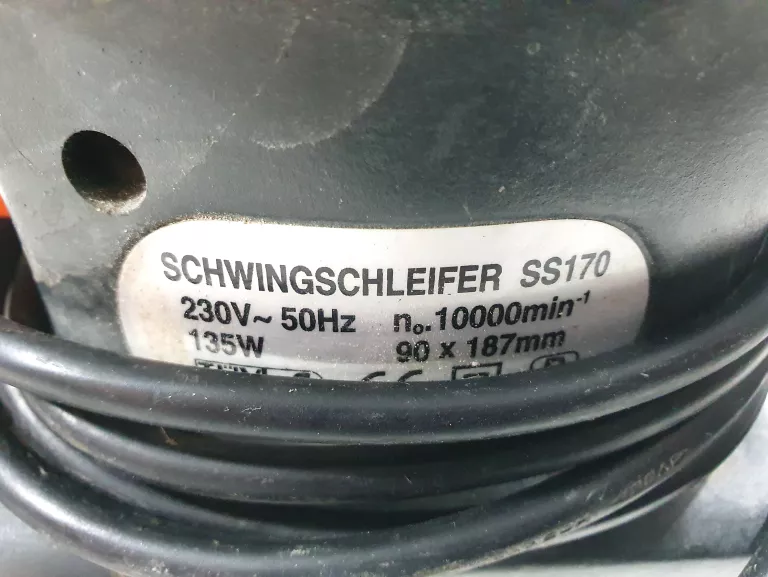 SCHWINGSCHLEIFER SS170
230V~ 50Hz n₀.10000min⁻¹
135W 90 x 187mm